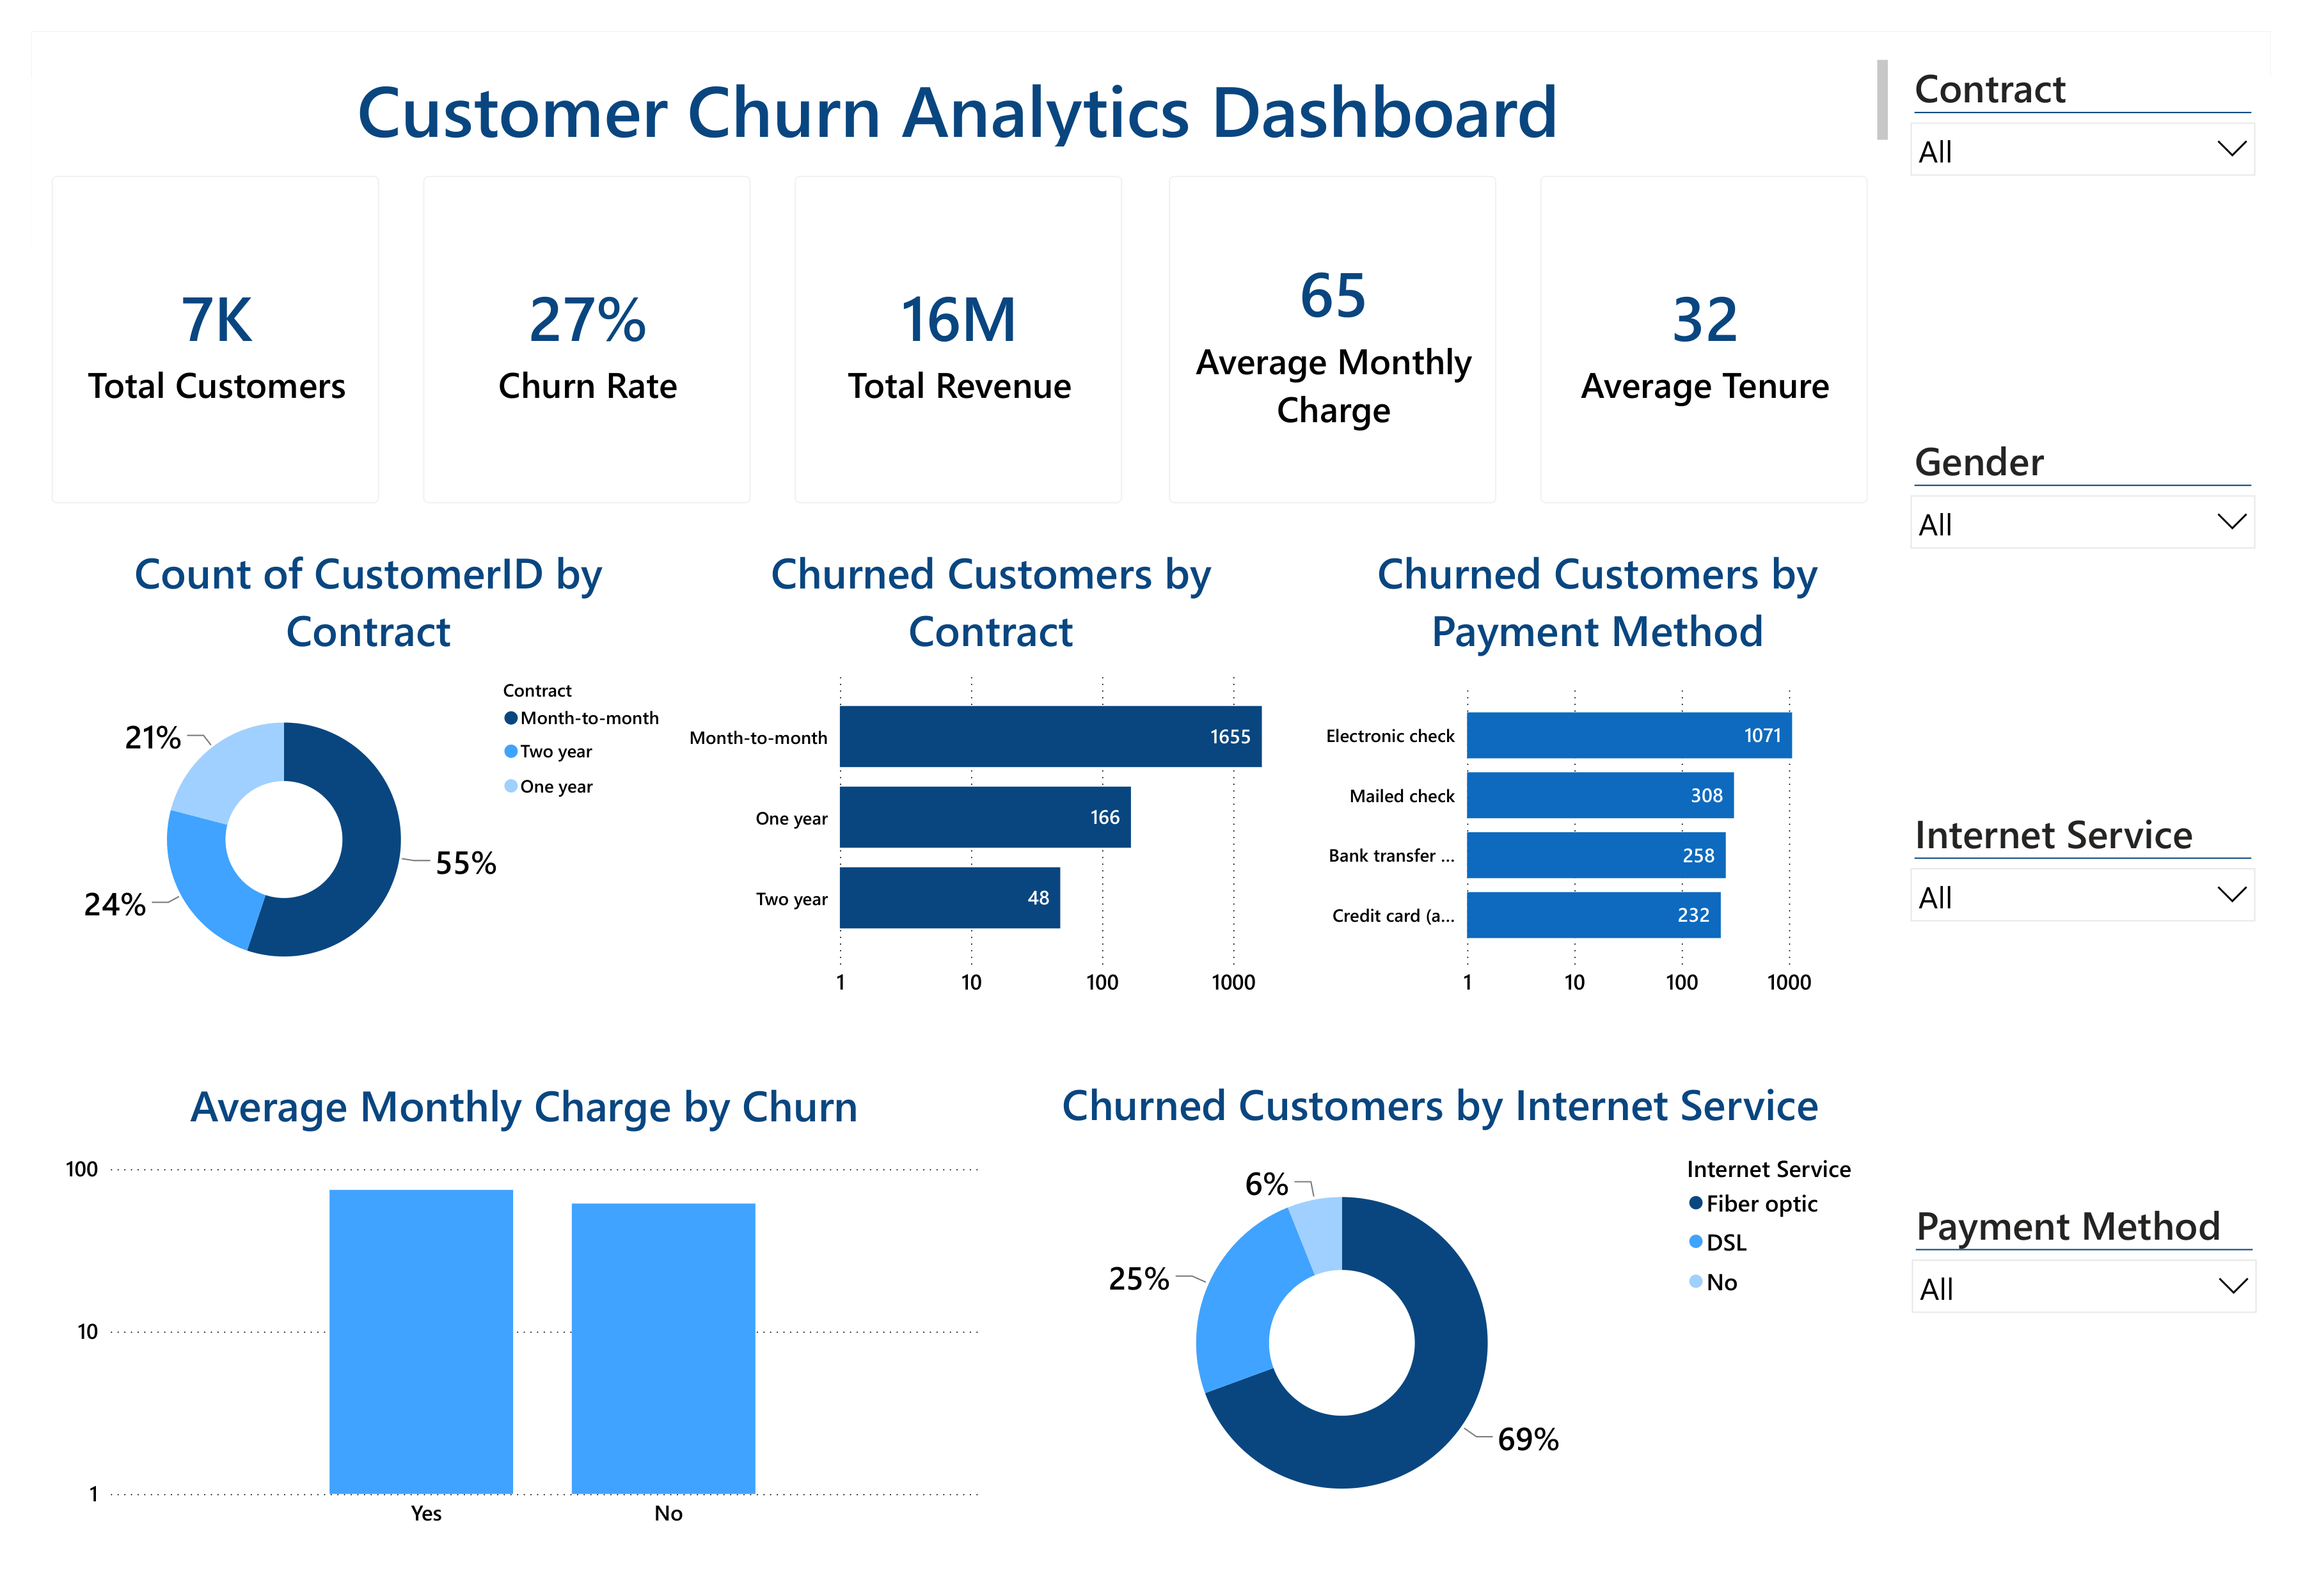 Customer Churn Analytics Dashboard
Contract
All
7K
Total Customers
27%
Churn Rate
16M
Total Revenue
65
Average Monthly
Charge
32
Average Tenure
Gender
All
Count of CustomerID by
Contract
Contract
Month-to-month
Two year
One year
21%
55%
24%
Churned Customers by
Contract
Month-to-month
1655
One year
166
Two year
48
1
10
100
1000
Churned Customers by
Payment Method
Electronic check
1071
Mailed check
308
Bank transfer ...
258
Credit card (a...
232
1
10
100
1000
Internet Service
All
Average Monthly Charge by Churn
100
10
1
Yes
No
Churned Customers by Internet Service
Internet Service
Fiber optic
DSL
No
6%
25%
69%
Payment Method
All